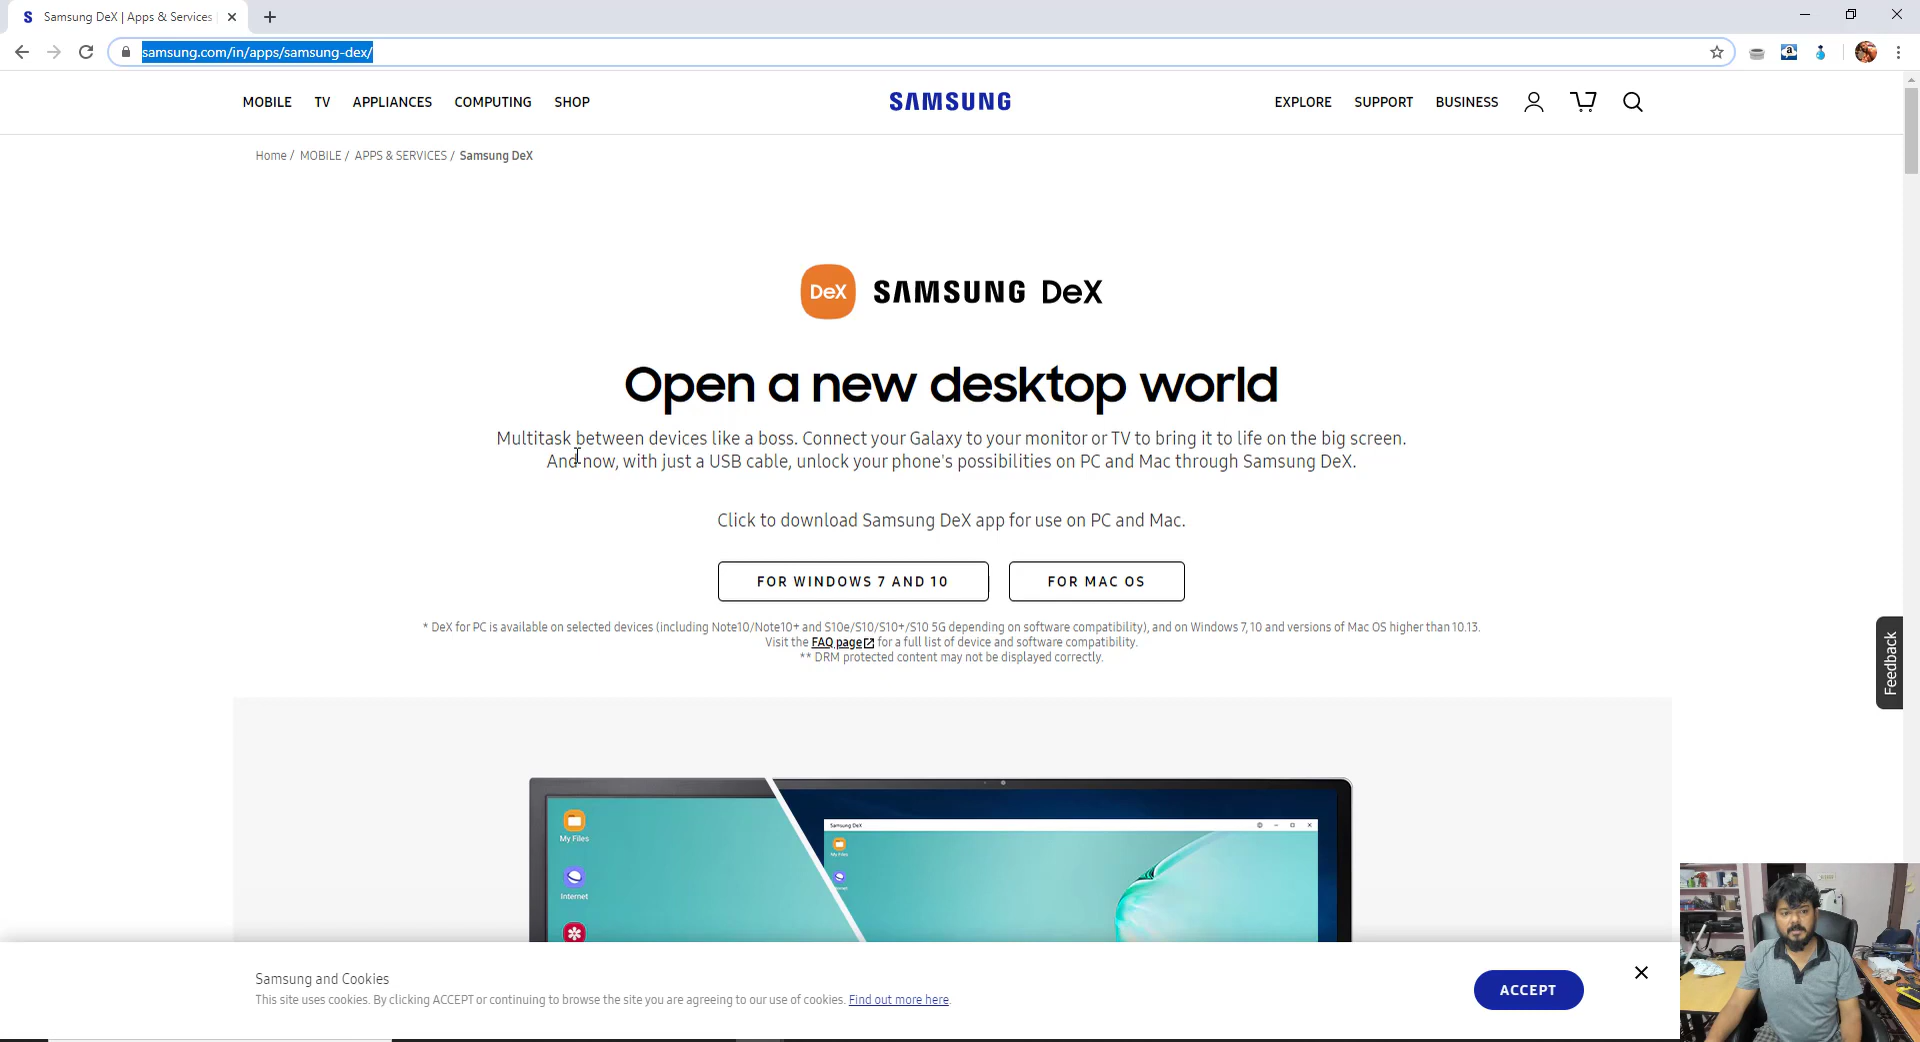 Samsung DeX | Apps & Services
samsung.com/in/apps/samsung-dex/
MOBILE TV APPLIANCES COMPUTING SHOP SAMSUNG EXPLORE SUPPORT BUSINESS
Home / MOBILE / APPS & SERVICES / Samsung DeX
DeX SAMSUNG DeX
Open a new desktop world
Multitask between devices like a boss. Connect your Galaxy to your monitor or TV to bring it to life on the big screen.
And now, with just a USB cable, unlock your phone's possibilities on PC and Mac through Samsung DeX.
Click to download Samsung DeX app for use on PC and Mac.
FOR WINDOWS 7 AND 10 FOR MAC OS
* DeX for PC is available on selected devices (including Note10/Note10+ and S10e/S10/S10+/S10 5G depending on software compatibility), and on Windows 7, 10 and versions of Mac OS higher than 10.13.
Visit the FAQ page for a full list of device and software compatibility.
** DRM protected content may not be displayed correctly.
Feedback
Samsung DeX
My Files
My Files
Internet
Internet
Samsung and Cookies
This site uses cookies. By clicking ACCEPT or continuing to browse the site you are agreeing to our use of cookies. Find out more here.
ACCEPT